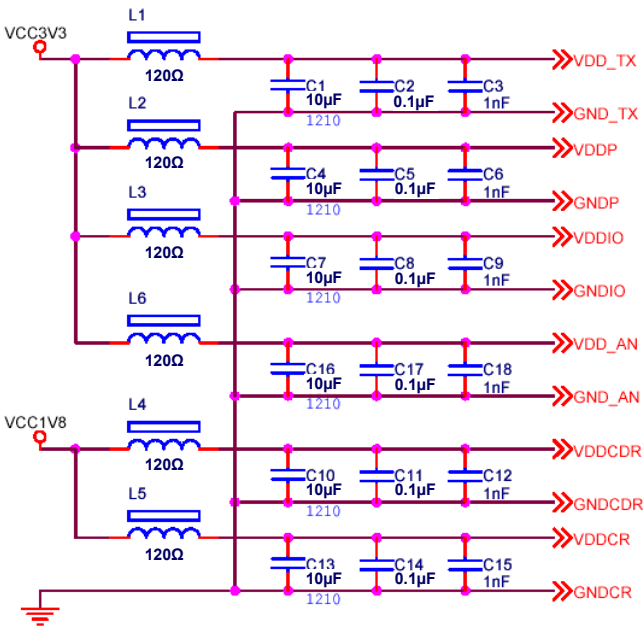 L1
VCC3V3
120Ω
VDD_TX
C1
10µF
1210
C2
0.1µF
C3
1nF
GND_TX
L2
120Ω
VDDP
C4
10µF
1210
C5
0.1µF
C6
1nF
GNDP
L3
120Ω
VDDIO
C7
10µF
1210
C8
0.1µF
C9
1nF
GNDIO
L6
120Ω
VDD_AN
C16
10µF
1210
C17
0.1µF
C18
1nF
GND_AN
VCC1V8
L4
120Ω
VDDCDR
C10
10µF
1210
C11
0.1µF
C12
1nF
GNDCDR
L5
120Ω
VDDCR
C13
10µF
1210
C14
0.1µF
C15
1nF
GNDCR